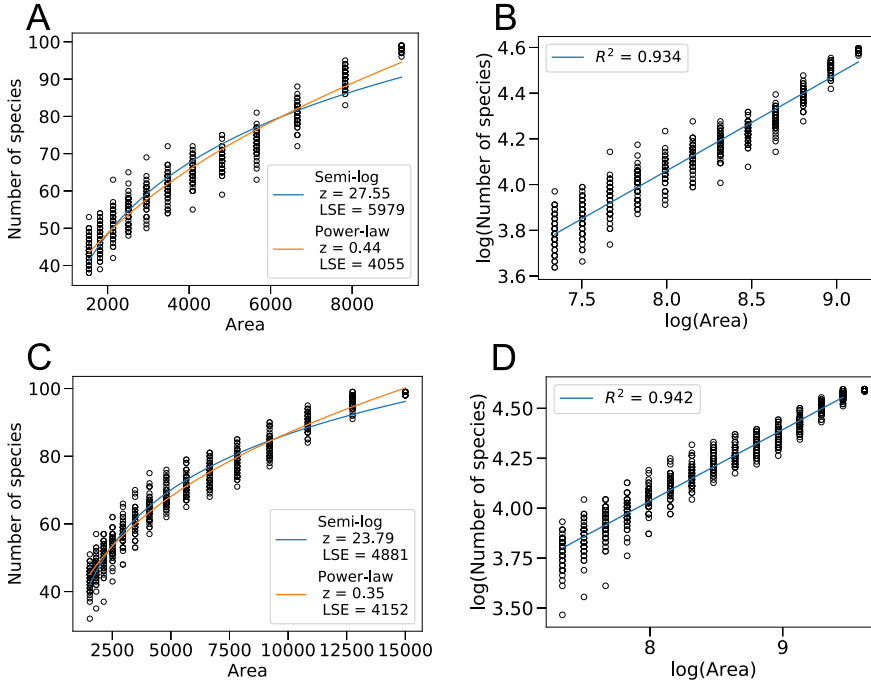 A
Number of species
100
90
80
70
60
50
40
Semi-log
z = 27.55
LSE = 5979
Power-law
z = 0.44
LSE = 4055
2000
4000
6000
8000
Area
B
log(Number of species)
4.6
4.4
4.2
4.0
3.8
3.6
R² = 0.934
7.5
8.0
8.5
9.0
log(Area)
C
Number of species
100
80
60
40
Semi-log
z = 23.79
LSE = 4881
Power-law
z = 0.35
LSE = 4152
2500
5000
7500
10000
12500
15000
Area
D
log(Number of species)
4.50
4.25
4.00
3.75
3.50
R² = 0.942
8
9
log(Area)